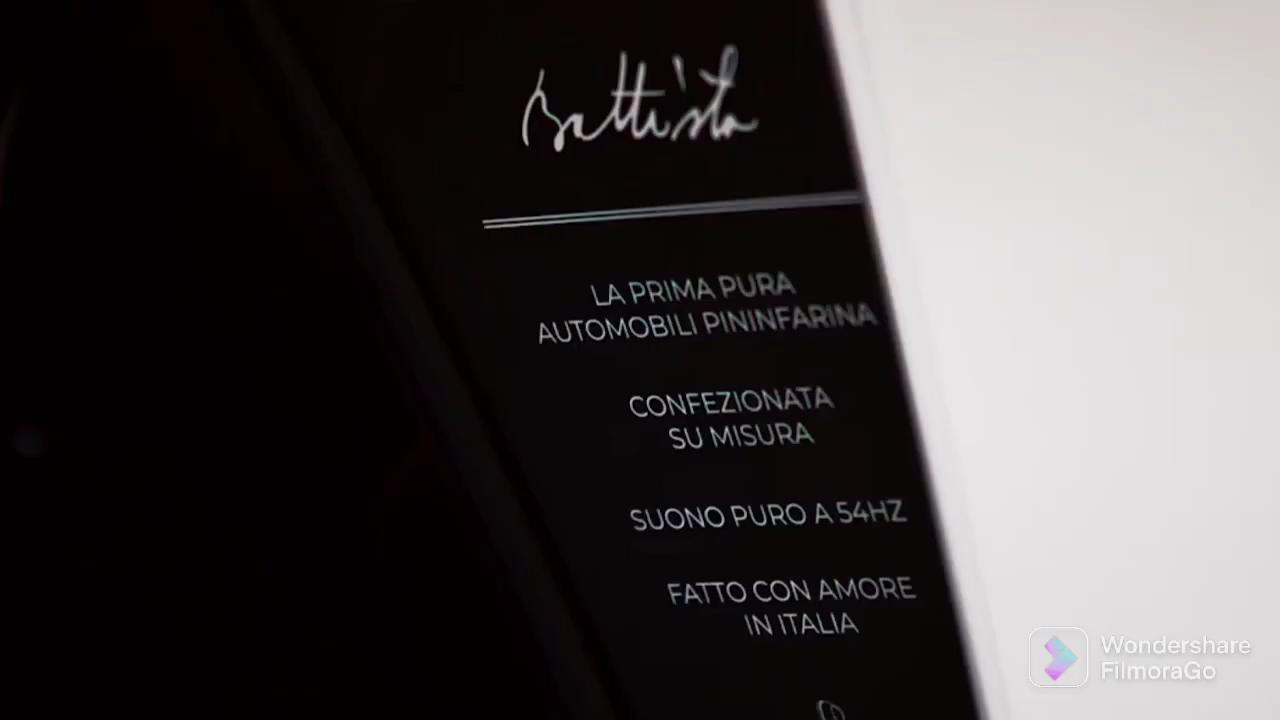 Battista
LA PRIMA PURA
AUTOMOBILI PININFARINA
CONFEZIONATA
SU MISURA
SUONO PURO A 54HZ
FATTO CON AMORE
IN ITALIA
Wondershare
FilmoraGo